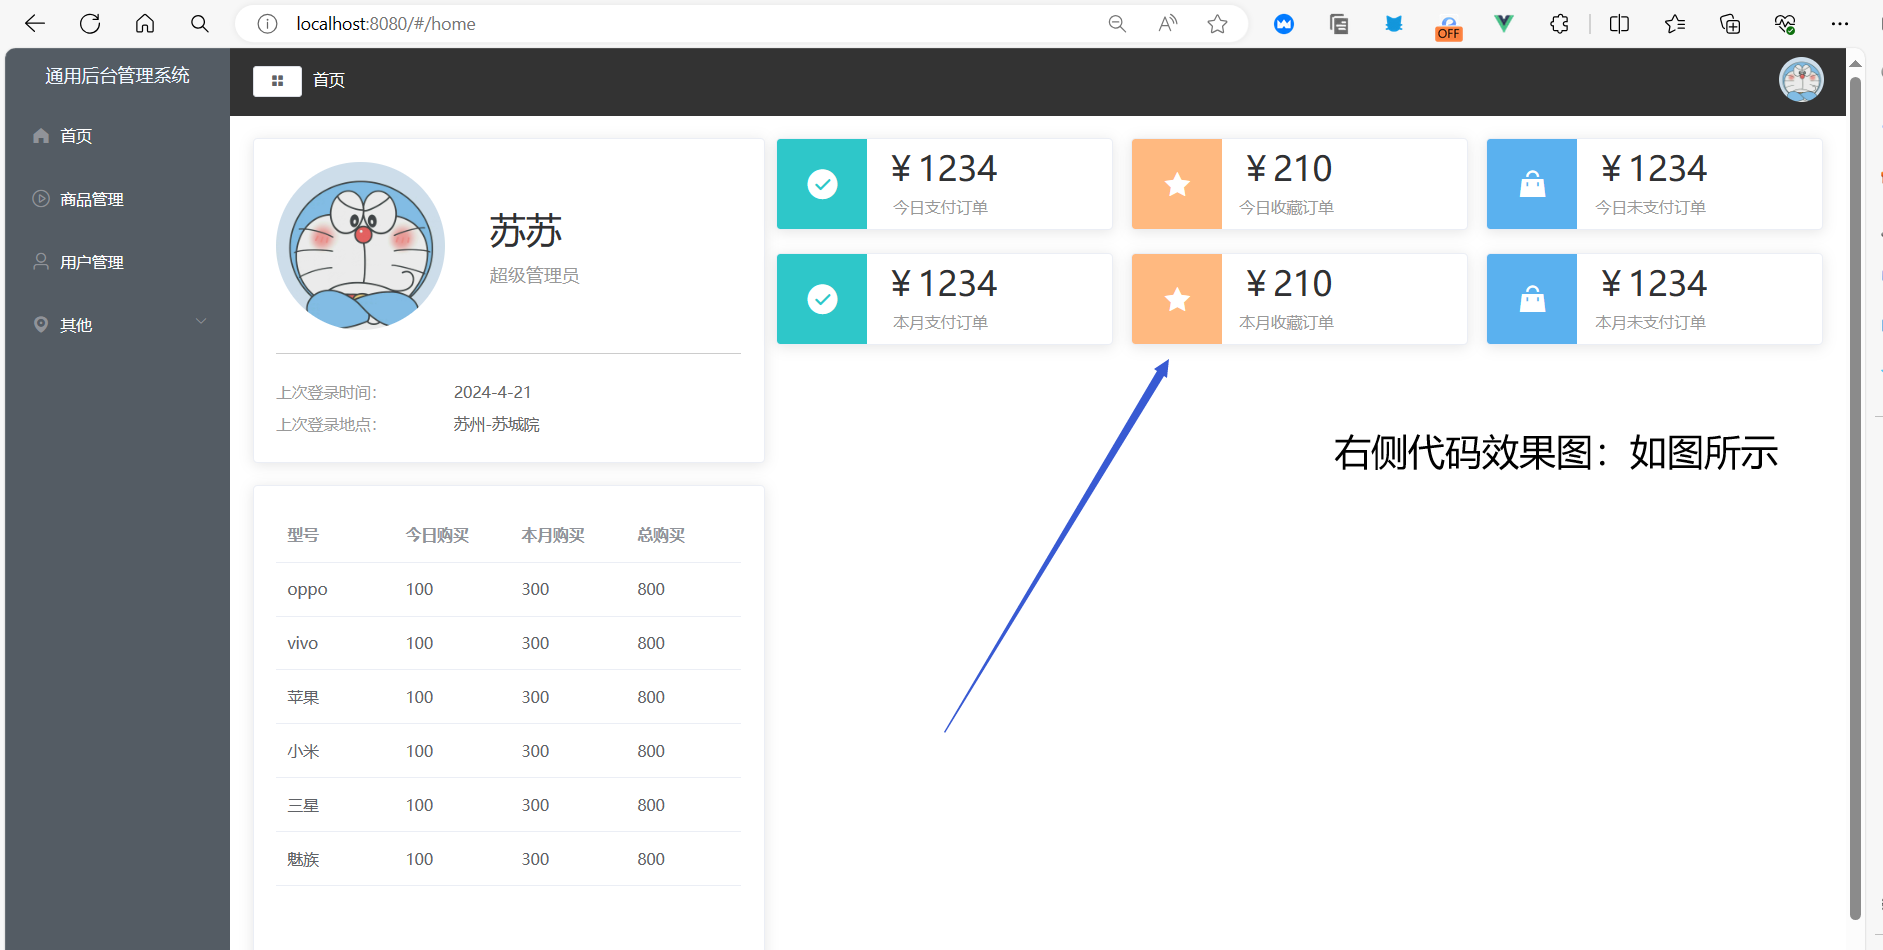 localhost:8080/#/home
OFF
通用后台管理系统
首页
商品管理
用户管理
其他
首页
苏苏
超级管理员
上次登录时间: 2024-4-21
上次登录地点: 苏州-苏城院
¥1234
今日支付订单
¥210
今日收藏订单
¥1234
今日未支付订单
¥1234
本月支付订单
¥210
本月收藏订单
¥1234
本月未支付订单
右侧代码效果图：如图所示
型号 今日购买 本月购买 总购买
oppo 100 300 800
vivo 100 300 800
苹果 100 300 800
小米 100 300 800
三星 100 300 800
魅族 100 300 800